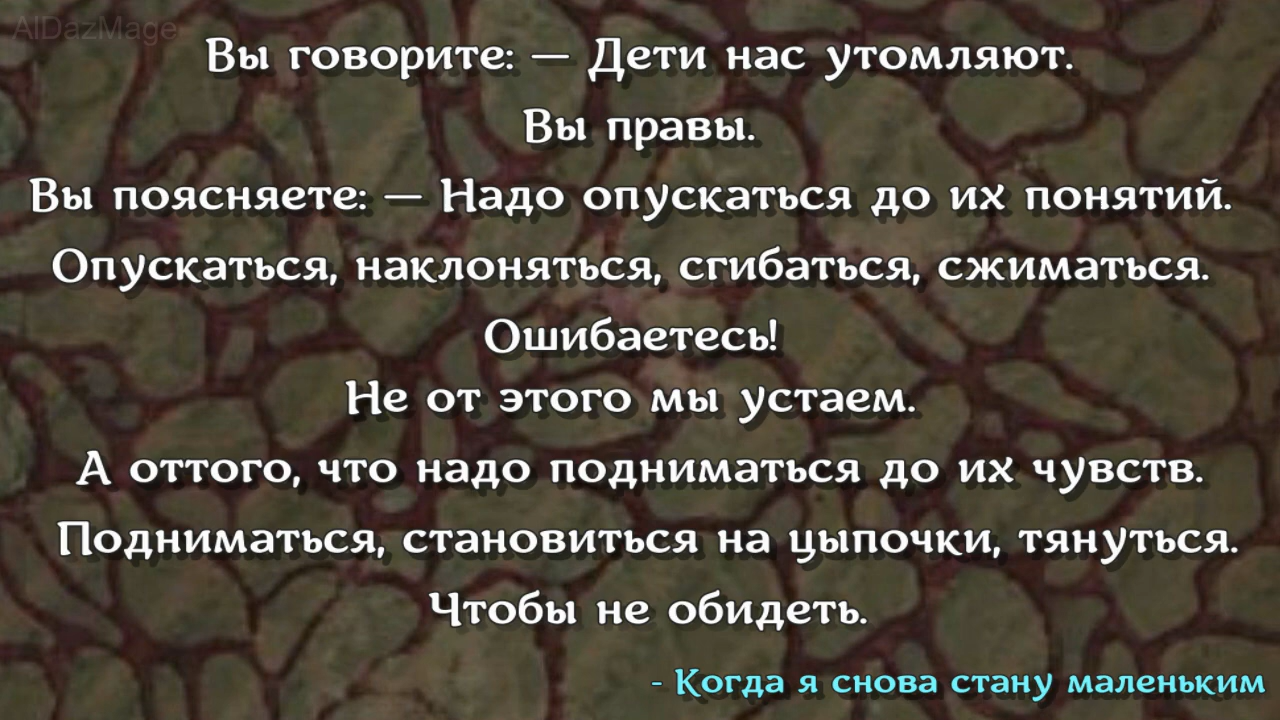 AlDazMage
Вы говорите: — Дети нас утомляют.
Вы правы.
Вы поясняете: — Надо опускаться до их понятий.
Опускаться, наклоняться, сгибаться, сжиматься.
Ошибаетесь!
Не от этого мы устаем.
А оттого, что надо подниматься до их чувств.
Подниматься, становиться на цыпочки, тянуться.
Чтобы не обидеть.
- Когда я снова стану маленьким